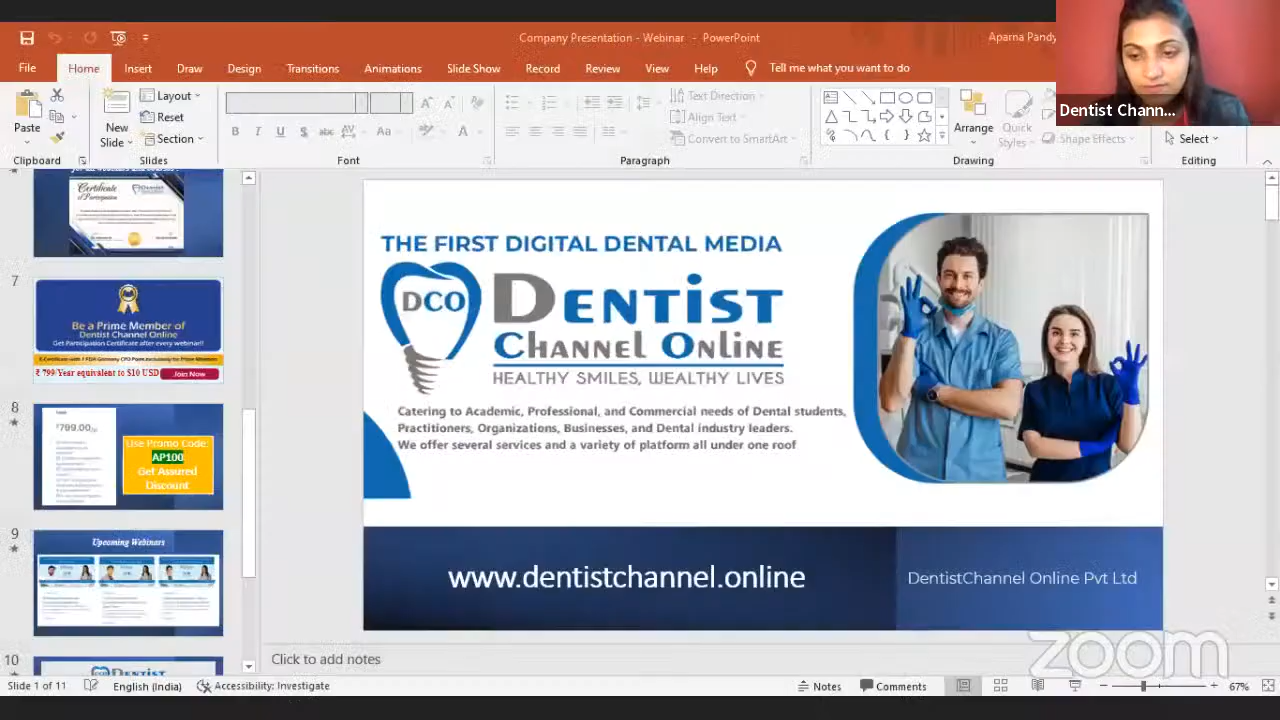 Company Presentation - Webinar - PowerPoint
Aparna Pandy
Dentist Chann...
File Home Insert Draw Design Transitions Animations Slide Show Record Review View Help Tell me what you want to do
Paste
New
Slide
Layout
Reset
Section
B I U S abc AV Aa A
Text Direction
Align Text
Convert to SmartArt
Arrange
Quick
Styles
Shape Effects
Select
Clipboard Slides Font Paragraph Drawing Editing
Certificate
of Participation
DENTIST
7
Be a Prime Member of
Dentist Channel Online
Get Participation Certificate after every webinar!!
₹ 799/Year equivalent to $10 USD
Join Now
8
₹799.00
Use Promo Code:
AP100
Get Assured
Discount
9
Upcoming Webinars
10
DENTIST
THE FIRST DIGITAL DENTAL MEDIA
DCO
DENTIST
CHANNEL ONLINE
HEALTHY SMILES, WEALTHY LIVES
Catering to Academic, Professional, and Commercial needs of Dental students,
Practitioners, Organizations, Businesses, and Dental industry leaders.
We offer several services and a variety of platform all under one roof
www.dentistchannel.online
DentistChannel Online Pvt Ltd
Click to add notes
zoom
Slide 1 of 11 English (India) Accessibility: Investigate Notes Comments 67%